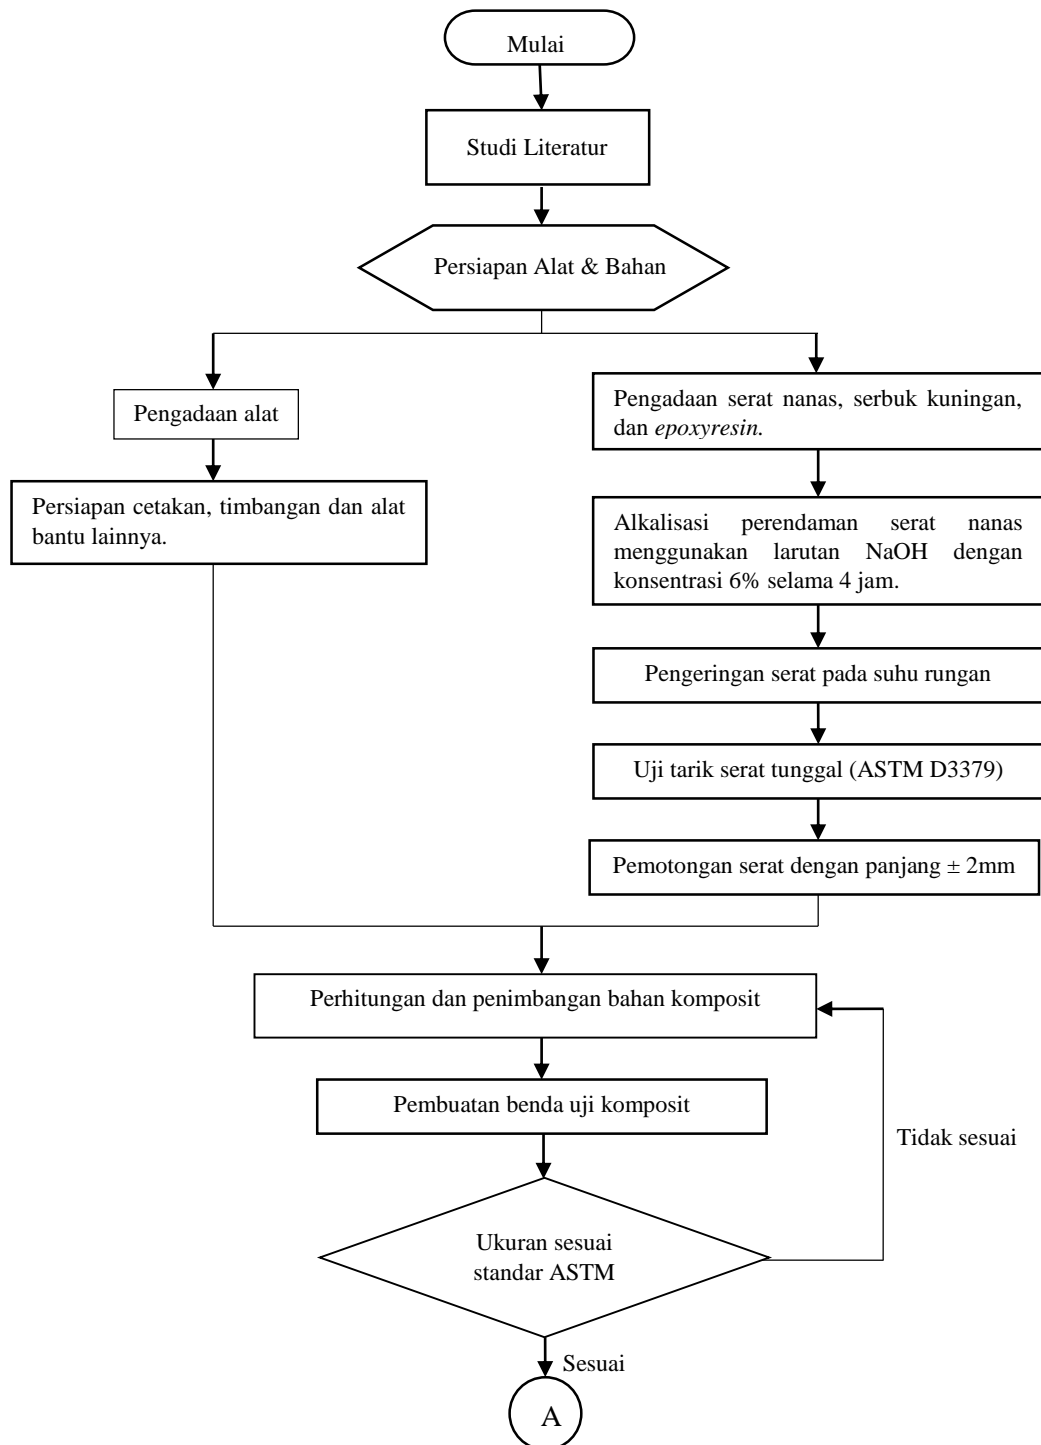 Mulai
Studi Literatur
Persiapan Alat & Bahan
Pengadaan alat
Persiapan cetakan, timbangan dan alat
bantu lainnya.
Pengadaan serat nanas, serbuk kuningan,
dan epoxyresin.
Alkalisasi perendaman serat nanas
menggunakan larutan NaOH dengan
konsentrasi 6% selama 4 jam.
Pengeringan serat pada suhu rungan
Uji tarik serat tunggal (ASTM D3379)
Pemotongan serat dengan panjang ± 2mm
Perhitungan dan penimbangan bahan komposit
Pembuatan benda uji komposit
Tidak sesuai
Ukuran sesuai
standar ASTM
Sesuai
A